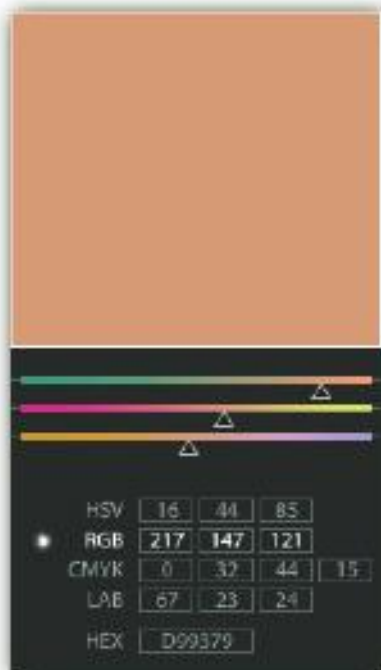 HSV 16 44 85
RGB 217 147 121
CMYK 0 32 44 15
LAB 67 23 24
HEX D99379